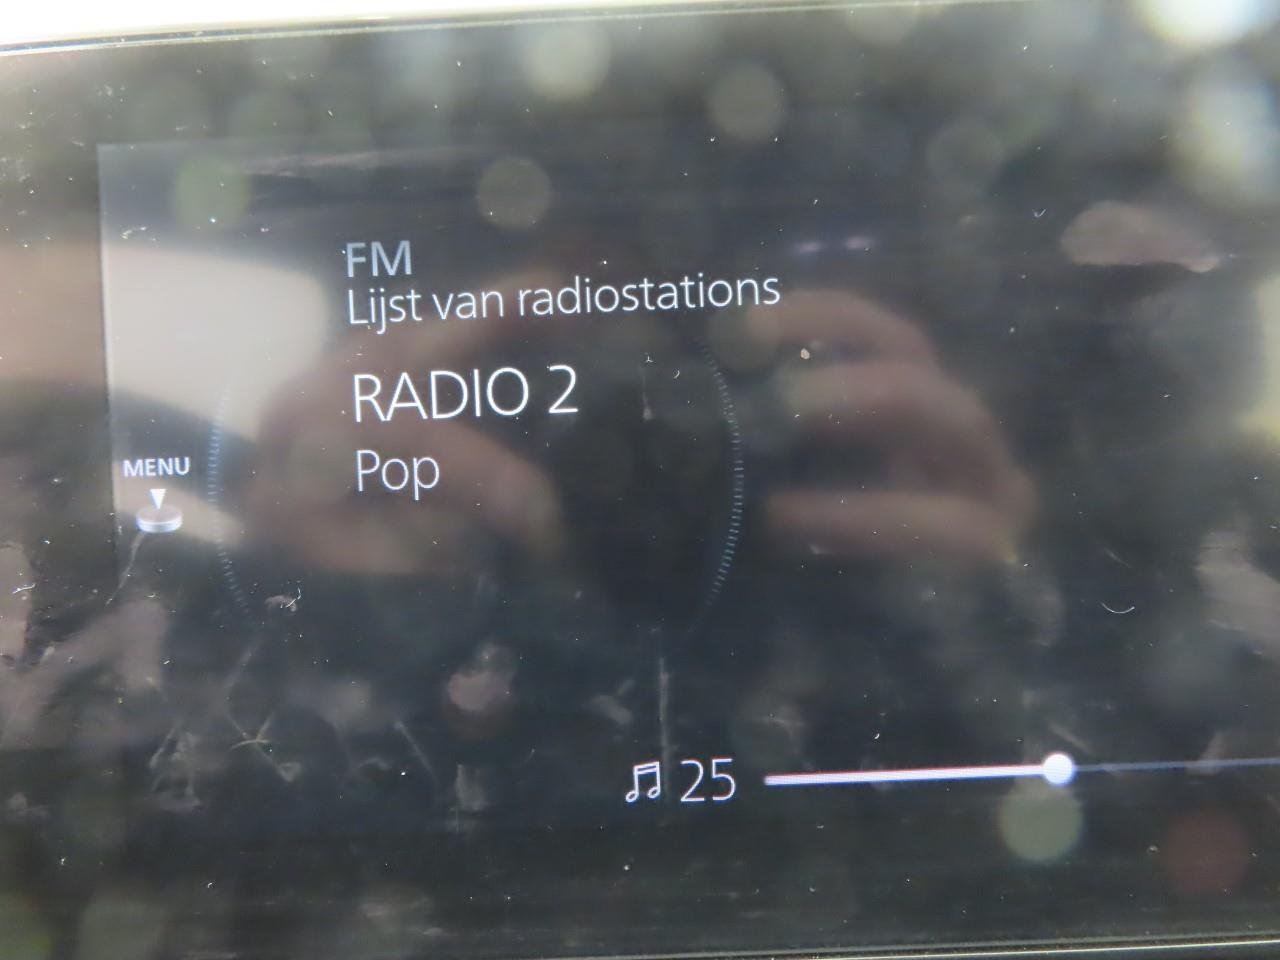 FM
Lijst van radiostations
RADIO 2
Pop
MENU
25